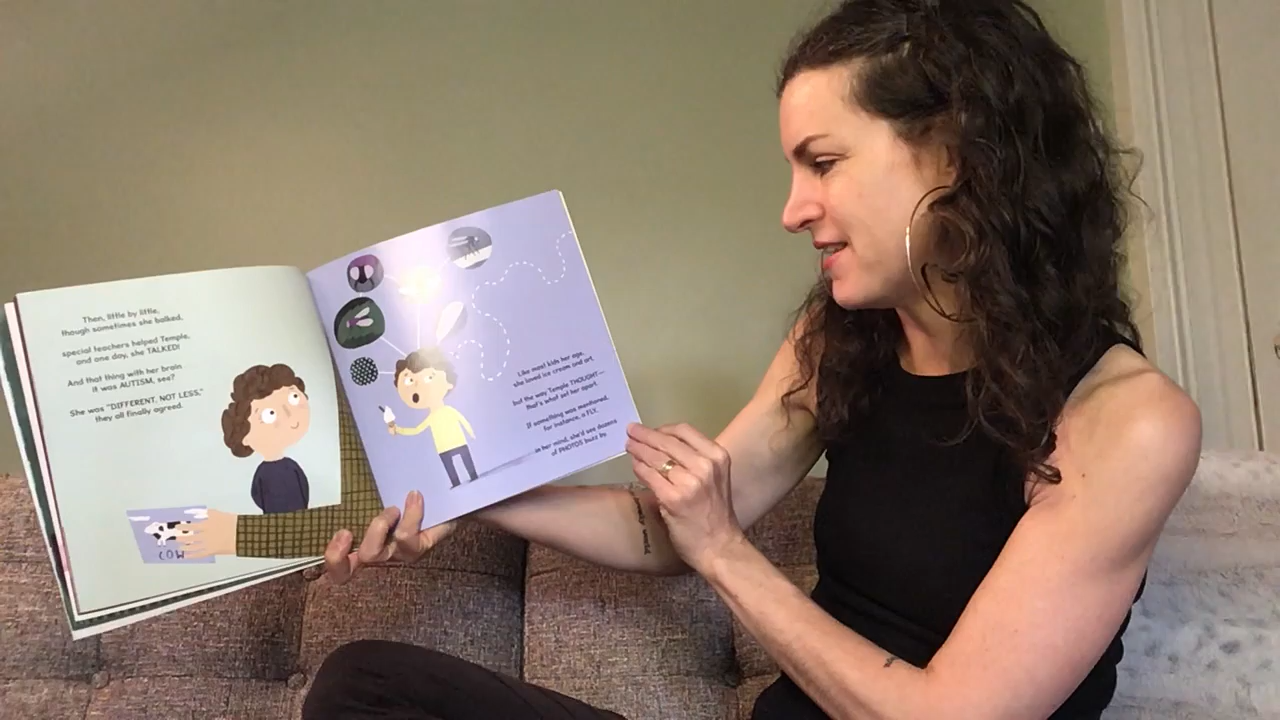 Then, little by little,
though sometimes she balked,
special teachers helped Temple,
and one day, she TALKED!
And that thing with her brain
it was AUTISM, see?
She was "DIFFERENT, NOT LESS,"
they all finally agreed.
COW
Like most kids her age,
she loved ice cream and art,
but the way Temple THOUGHT—
that's what set her apart.
If something was mentioned,
for instance, a FLY,
in her mind, she'd see dozens
of PHOTOS buzz by.